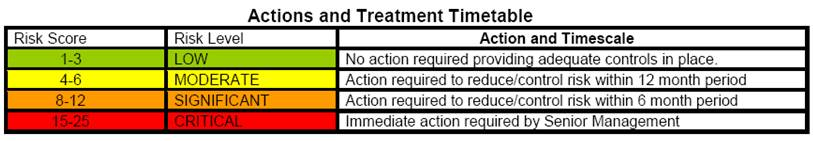 Actions and Treatment Timetable
Risk Score Risk Level Action and Timescale
1-3 LOW No action required providing adequate controls in place.
4-6 MODERATE Action required to reduce/control risk within 12 month period
8-12 SIGNIFICANT Action required to reduce/control risk within 6 month period
15-25 CRITICAL Immediate action required by Senior Management